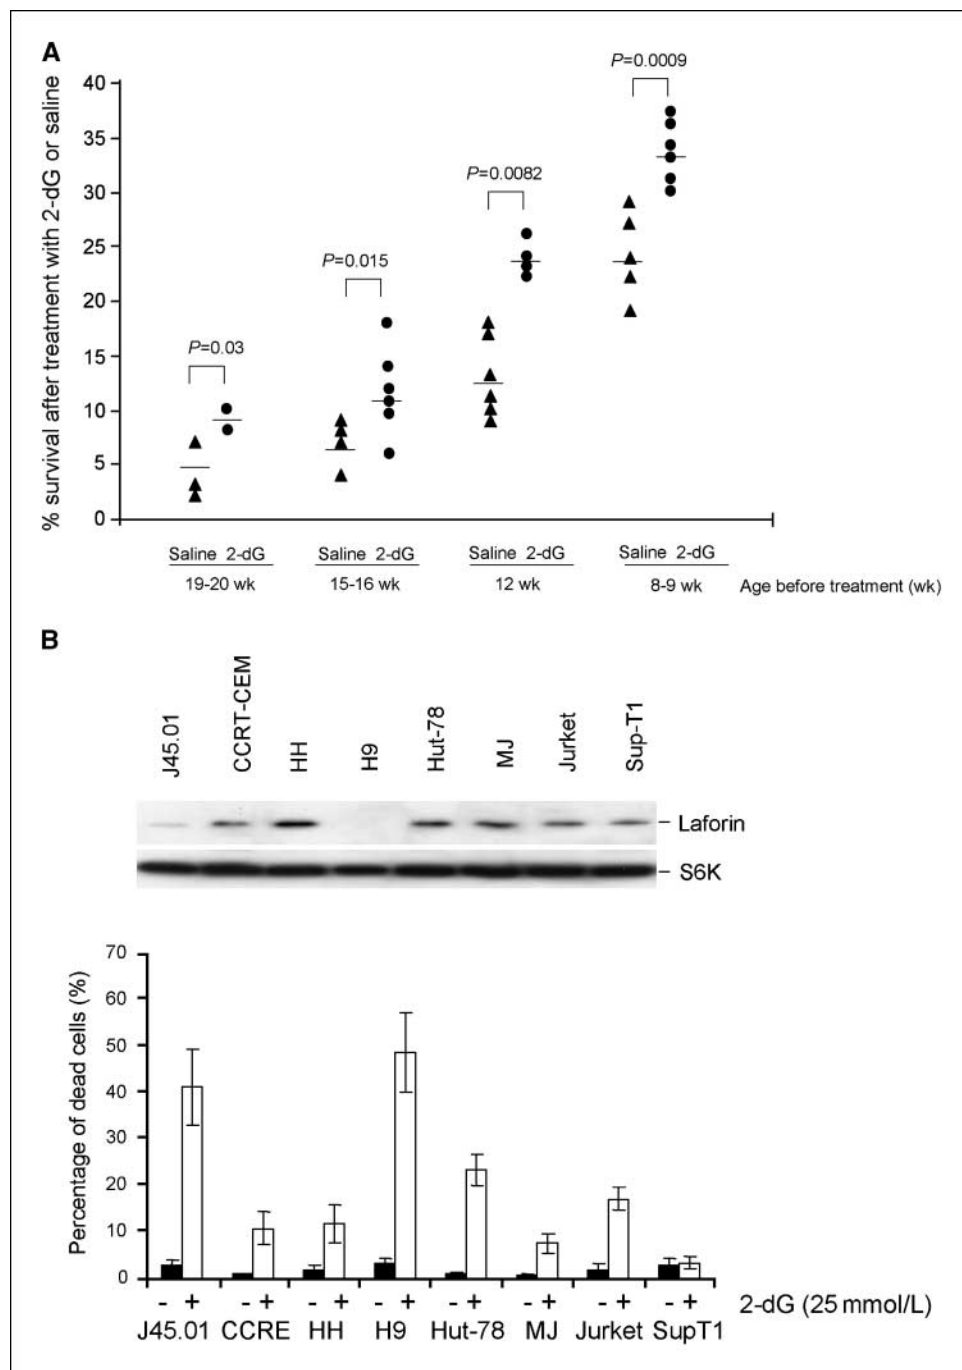 A
% survival after treatment with 2-dG or saline
40
35
30
25
20
15
10
5
0
P=0.03
P=0.015
P=0.0082
P=0.0009
Saline 2-dG Saline 2-dG Saline 2-dG Saline 2-dG
19-20 wk 15-16 wk 12 wk 8-9 wk Age before treatment (wk)
B
J45.01 CCRT-CEM HH H9 Hut-78 MJ Jurket Sup-T1
Laforin
S6K
Percentage of dead cells (%)
70
60
50
40
30
20
10
0
- + - + - + - + - + - + - + - + 2-dG (25 mmol/L)
J45.01 CCRE HH H9 Hut-78 MJ Jurket SupT1